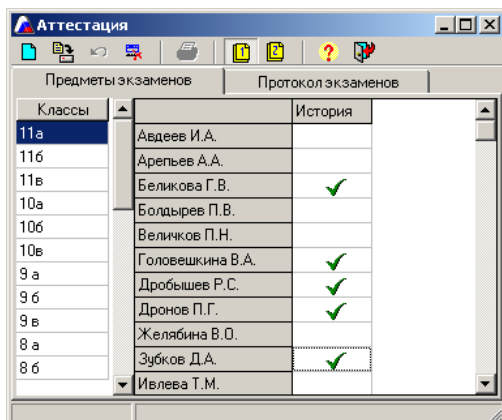 Аттестация
Предметы экзаменов
Протокол экзаменов
Классы
11а
11б
11в
10а
10б
10в
9 а
9 б
9 в
8 а
8 б
История
Авдеев И.А.
Арепьев А.А.
Беликова Г.В.
Болдырев П.В.
Величков П.Н.
Головешкина В.А.
Дробышев Р.С.
Дронов П.Г.
Желябина В.О.
Зубков Д.А.
Ивлева Т.М.